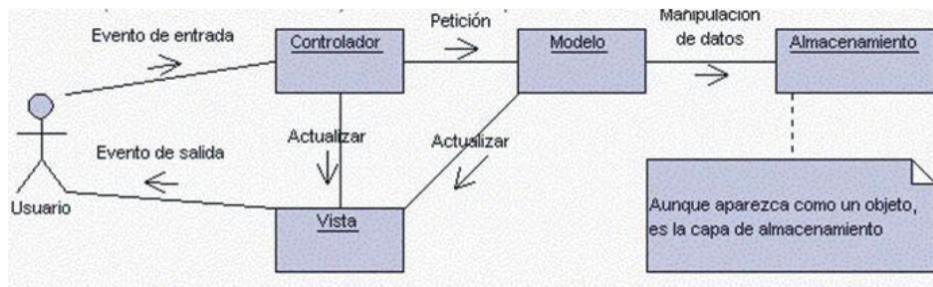 Evento de entrada
Controlador
Petición
Modelo
Manipulación
de datos
Almacenamiento
Actualizar
Actualizar
Evento de salida
Usuario
Vista
Aunque aparezca como un objeto,
es la capa de almacenamiento